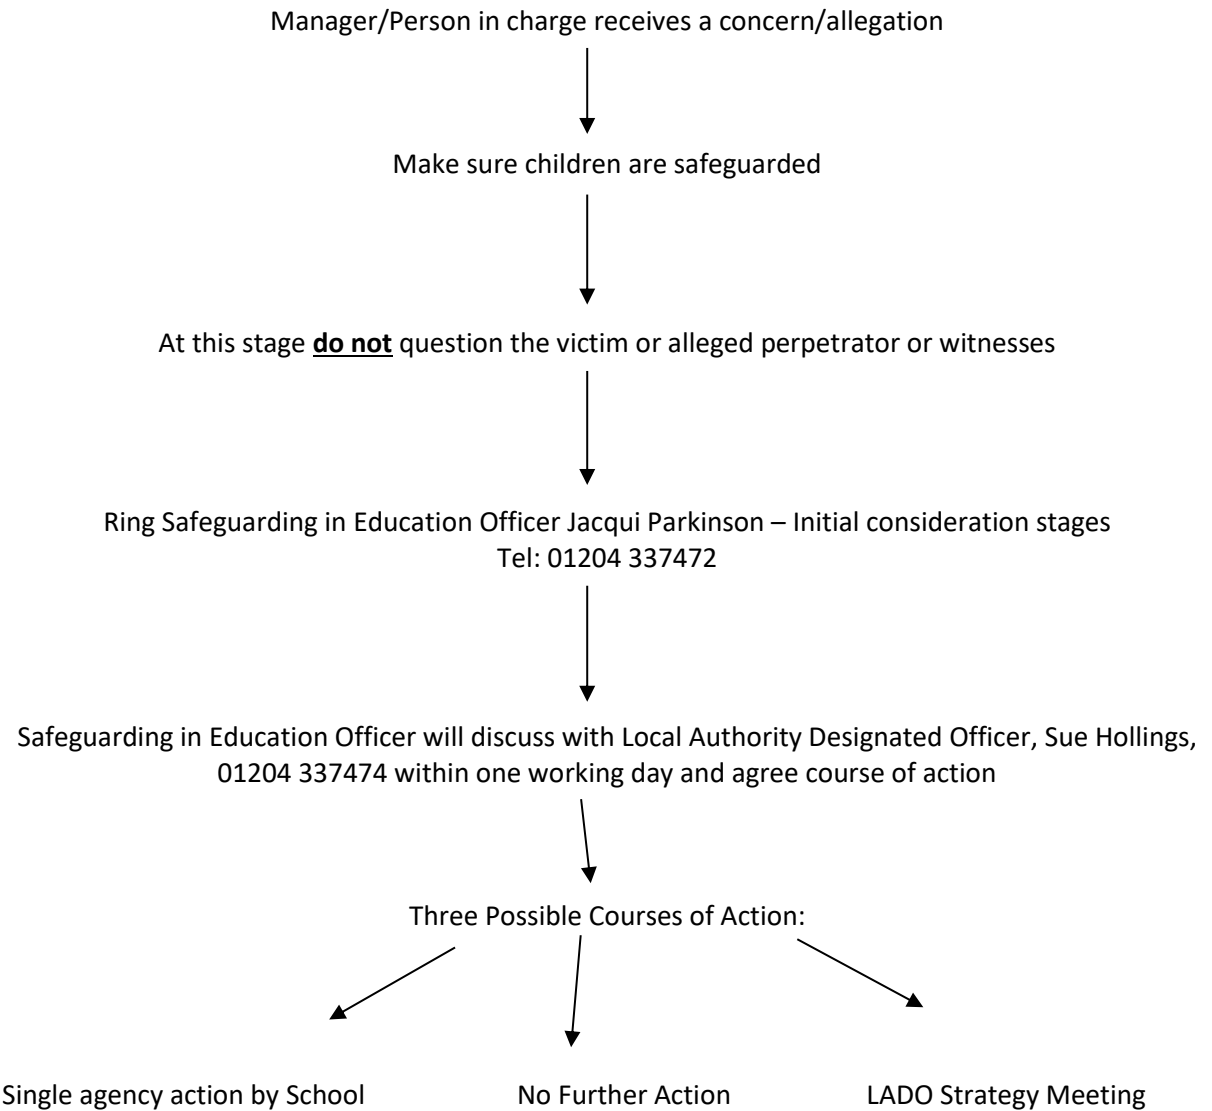 Manager/Person in charge receives a concern/allegation
Make sure children are safeguarded
At this stage do not question the victim or alleged perpetrator or witnesses
Ring Safeguarding in Education Officer Jacqui Parkinson – Initial consideration stages
Tel: 01204 337472
Safeguarding in Education Officer will discuss with Local Authority Designated Officer, Sue Hollings,
01204 337474 within one working day and agree course of action
Three Possible Courses of Action:
Single agency action by School
No Further Action
LADO Strategy Meeting